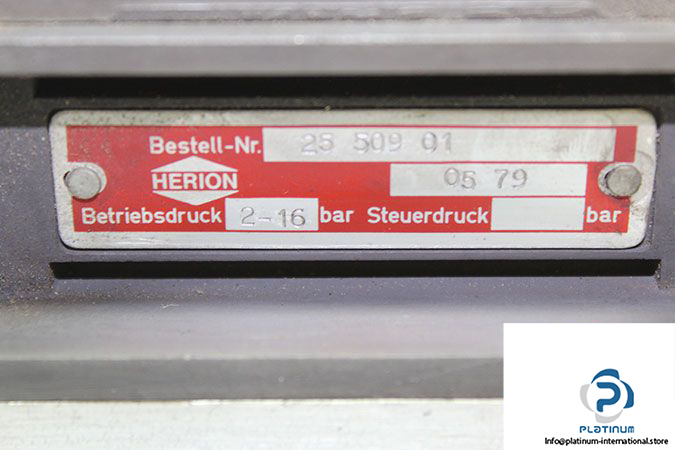 Bestell-Nr. 25 509 01
HERION 05 79
Betriebsdruck 2-16 bar Steuerdruck bar
P
PLATINUM
Info@platinum-international.store